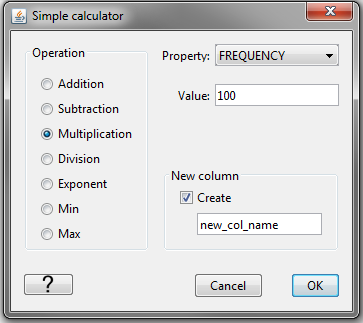 Simple calculator
Operation
Addition
Subtraction
Multiplication
Division
Exponent
Min
Max
Property: FREQUENCY
Value: 100
New column
Create
new_col_name
? Cancel OK